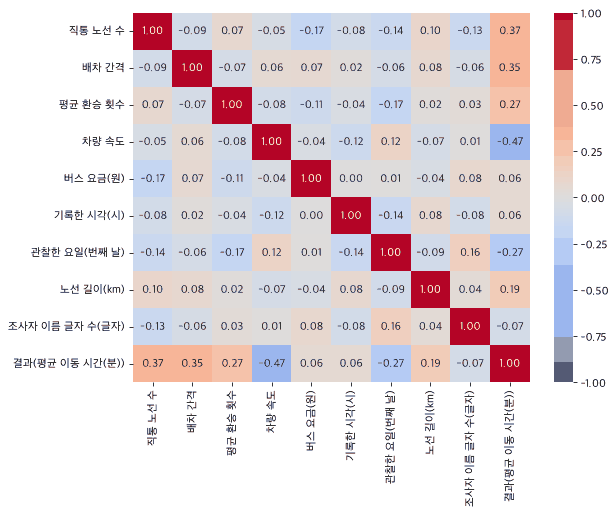 직통 노선 수 1.00 -0.09 0.07 -0.05 -0.17 -0.08 -0.14 0.10 -0.13 0.37
배차 간격 -0.09 1.00 -0.07 0.06 0.07 0.02 -0.06 0.08 -0.06 0.35
평균 환승 횟수 0.07 -0.07 1.00 -0.08 -0.11 -0.04 -0.17 0.02 0.03 0.27
차량 속도 -0.05 0.06 -0.08 1.00 -0.04 -0.12 0.12 -0.07 0.01 -0.47
버스 요금(원) -0.17 0.07 -0.11 -0.04 1.00 0.00 0.01 -0.04 0.08 0.06
기록한 시각(시) -0.08 0.02 -0.04 -0.12 0.00 1.00 -0.14 0.08 -0.08 0.06
관찰한 요일(번째 날) -0.14 -0.06 -0.17 0.12 0.01 -0.14 1.00 -0.09 0.16 -0.27
노선 길이(km) 0.10 0.08 0.02 -0.07 -0.04 0.08 -0.09 1.00 0.04 0.19
조사자 이름 글자 수(글자) -0.13 -0.06 0.03 0.01 0.08 -0.08 0.16 0.04 1.00 -0.07
결과(평균 이동 시간(분)) 0.37 0.35 0.27 -0.47 0.06 0.06 -0.27 0.19 -0.07 1.00
직통 노선 수
배차 간격
평균 환승 횟수
차량 속도
버스 요금(원)
기록한 시각(시)
관찰한 요일(번째 날)
노선 길이(km)
조사자 이름 글자 수(글자)
결과(평균 이동 시간(분))
1.00
0.75
0.50
0.25
0.00
-0.25
-0.50
-0.75
-1.00